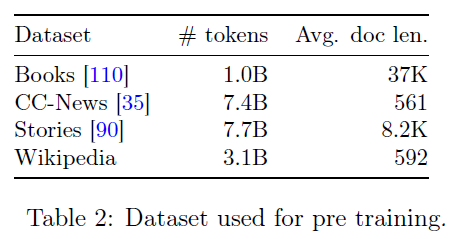 Dataset # tokens Avg. doc len.
Books [110] 1.0B 37K
CC-News [35] 7.4B 561
Stories [90] 7.7B 8.2K
Wikipedia 3.1B 592
Table 2: Dataset used for pre training.